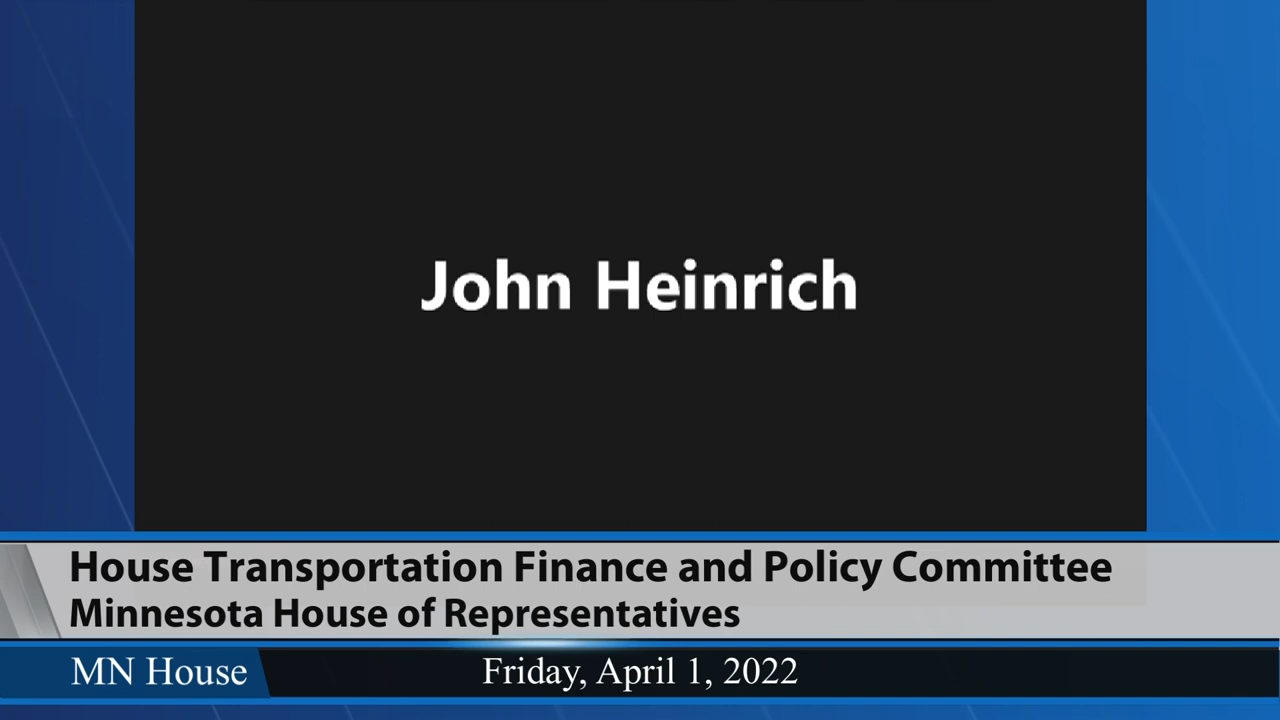 John Heinrich
House Transportation Finance and Policy Committee
Minnesota House of Representatives
MN House
Friday, April 1, 2022